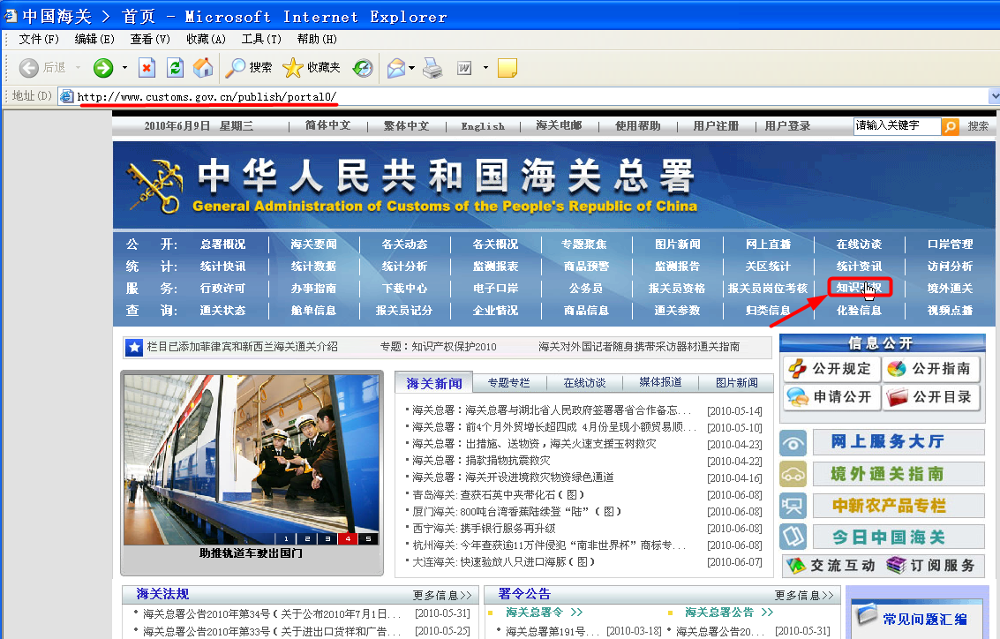 中国海关 > 首页 - Microsoft Internet Explorer
文件(F) 编辑(E) 查看(V) 收藏(A) 工具(T) 帮助(H)
后退 搜索 收藏夹
地址(D) http://www.customs.gov.cn/publish/portal0/
2010年6月9日 星期三 | 简体中文 | 繁体中文 | English | 海关电邮 | 使用帮助 | 用户注册 | 用户登录 请输入关键字 搜索
中华人民共和国海关总署
General Administration of Customs of the People's Republic of China
公 开: 总署概况 海关要闻 各关动态 各关概况 专题聚焦 图片新闻 网上直播 在线访谈 口岸管理
统 计: 统计快讯 统计数据 统计分析 监测报表 商品预警 监测报告 关区统计 统计资讯 访问分析
服 务: 行政许可 办事指南 下载中心 电子口岸 公务员 报关员资格 报关员岗位考核 知识 权 境外通关
查 询: 通关状态 舱单信息 报关员记分 企业情况 商品信息 通关参数 归类信息 化验信息 视频点播
栏目已添加菲律宾和新西兰海关通关介绍 专题：知识产权保护2010 海关对外国记者随身携带采访器材通关指南
信息公开
公开规定 公开指南
申请公开 公开目录
海关新闻 专题专栏 在线访谈 媒体报道 图片新闻
·海关总署：海关总署与湖北省人民政府签署署省合作备忘... [2010-05-14]
·海关总署：前4个月外贸增长超四成 4月份呈现小额贸易顺... [2010-05-10]
·海关总署：出措施、送物资，海关火速支援玉树救灾 [2010-04-23]
·海关总署：捐款捐物抗震救灾 [2010-04-22]
·海关总署：海关开设进境救灾物资绿色通道 [2010-04-16]
·青岛海关:查获石英中夹带化石（图） [2010-06-08]
·厦门海关:800吨台湾香蕉陆续登“陆”（图） [2010-06-08]
·西宁海关:携手银行服务再升级 [2010-06-08]
·杭州海关:今年查获逾11万件侵犯“南非世界杯”商标专... [2010-06-08]
·大连海关:快速验放八只进口海豚（图） [2010-06-07]
1 2 3 4 5
助推轨道车驶出国门
网上服务大厅
境外通关指南
中新农产品专栏
今日中国海关
交流互动 订阅服务
海关法规 更多信息>>
·海关总署公告2010年第34号（关于公布2010年7月1日... [2010-05-31]
·海关总署公告2010年第33号（关于进出口货样和广告... [2010-05-25]
署令公告 更多信息>>
海关总署令 >> 海关总署公告 >>
·海关总署第191号... [2010-03-18] ·海关总署公告20... [2010-05-31]
常见问题汇编